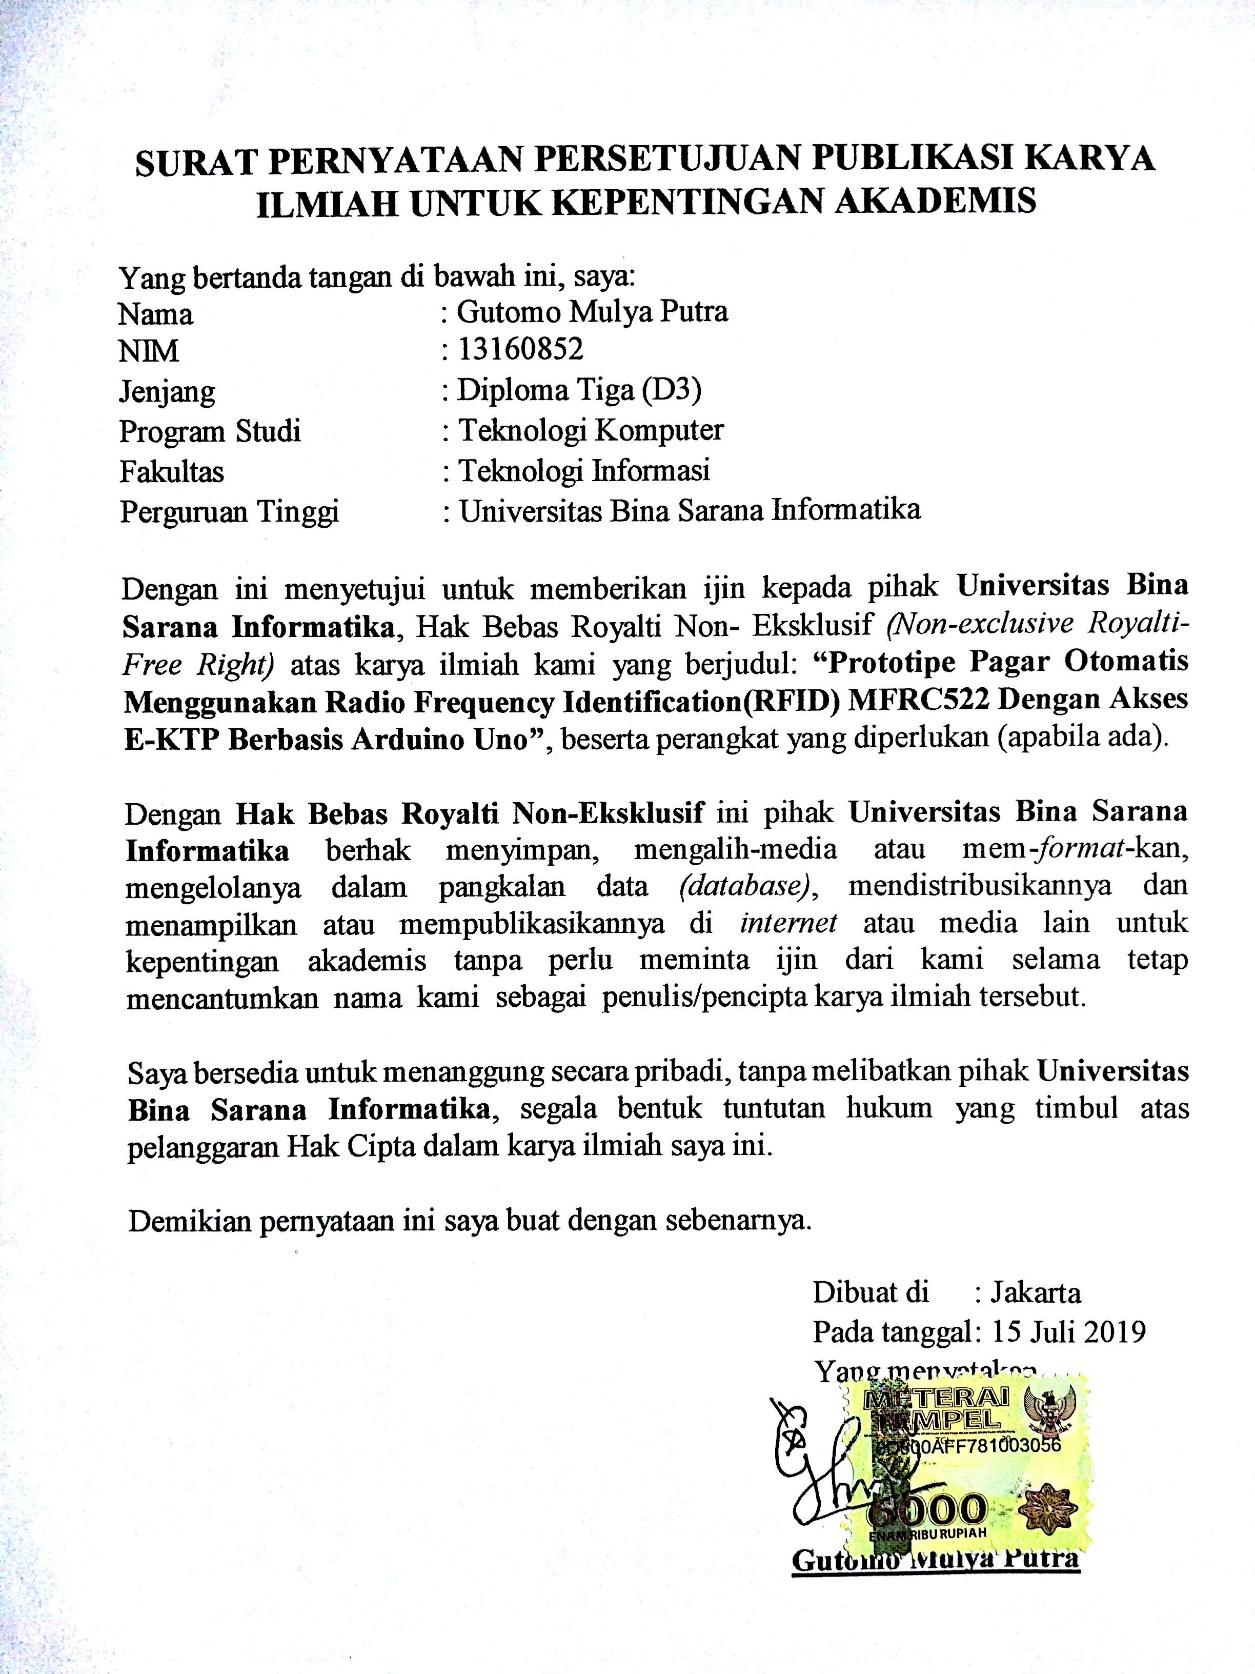 SURAT PERNYATAAN PERSETUJUAN PUBLIKASI KARYA
ILMIAH UNTUK KEPENTINGAN AKADEMIS
Yang bertanda tangan di bawah ini, saya:
Nama : Gutomo Mulya Putra
NIM : 13160852
Jenjang : Diploma Tiga (D3)
Program Studi : Teknologi Komputer
Fakultas : Teknologi Informasi
Perguruan Tinggi : Universitas Bina Sarana Informatika
Dengan ini menyetujui untuk memberikan ijin kepada pihak Universitas Bina
Sarana Informatika, Hak Bebas Royalti Non- Eksklusif (Non-exclusive Royalti-
Free Right) atas karya ilmiah kami yang berjudul: “Prototipe Pagar Otomatis
Menggunakan Radio Frequency Identification(RFID) MFRC522 Dengan Akses
E-KTP Berbasis Arduino Uno”, beserta perangkat yang diperlukan (apabila ada).
Dengan Hak Bebas Royalti Non-Eksklusif ini pihak Universitas Bina Sarana
Informatika berhak menyimpan, mengalih-media atau mem-format-kan,
mengelolanya dalam pangkalan data (database), mendistribusikannya dan
menampilkan atau mempublikasikannya di internet atau media lain untuk
kepentingan akademis tanpa perlu meminta ijin dari kami selama tetap
mencantumkan nama kami sebagai penulis/pencipta karya ilmiah tersebut.
Saya bersedia untuk menanggung secara pribadi, tanpa melibatkan pihak Universitas
Bina Sarana Informatika, segala bentuk tuntutan hukum yang timbul atas
pelanggaran Hak Cipta dalam karya ilmiah saya ini.
Demikian pernyataan ini saya buat dengan sebenarnya.
Dibuat di : Jakarta
Pada tanggal : 15 Juli 2019
Yang menyatakan
METERAI
TEMPEL
6000
ENAM RIBU RUPIAH
Gutomo Mulya Putra